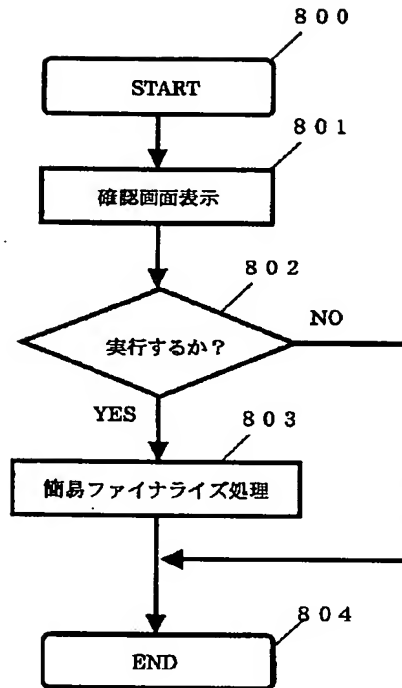 ８００
START
８０１
確認画面表示
８０２
実行するか？
NO
YES
８０３
簡易ファイナライズ処理
８０４
END